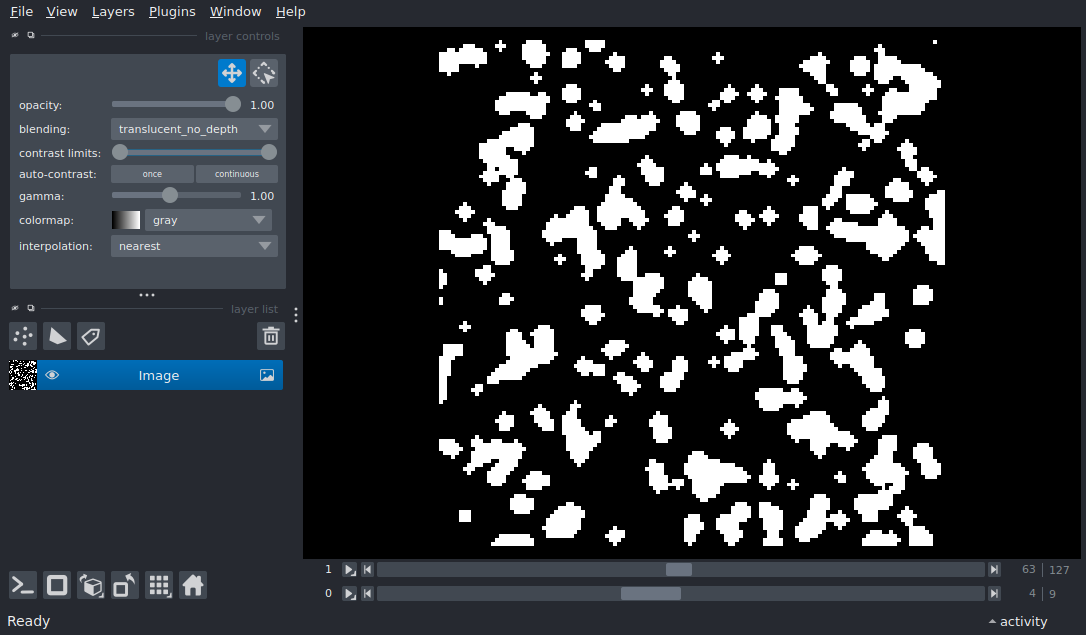 File View Layers Plugins Window Help
layer controls
opacity: 1.00
blending: translucent_no_depth
contrast limits:
auto-contrast: once continuous
gamma: 1.00
colormap: gray
interpolation: nearest
layer list
Image
1 63 127
0 4 9
Ready activity